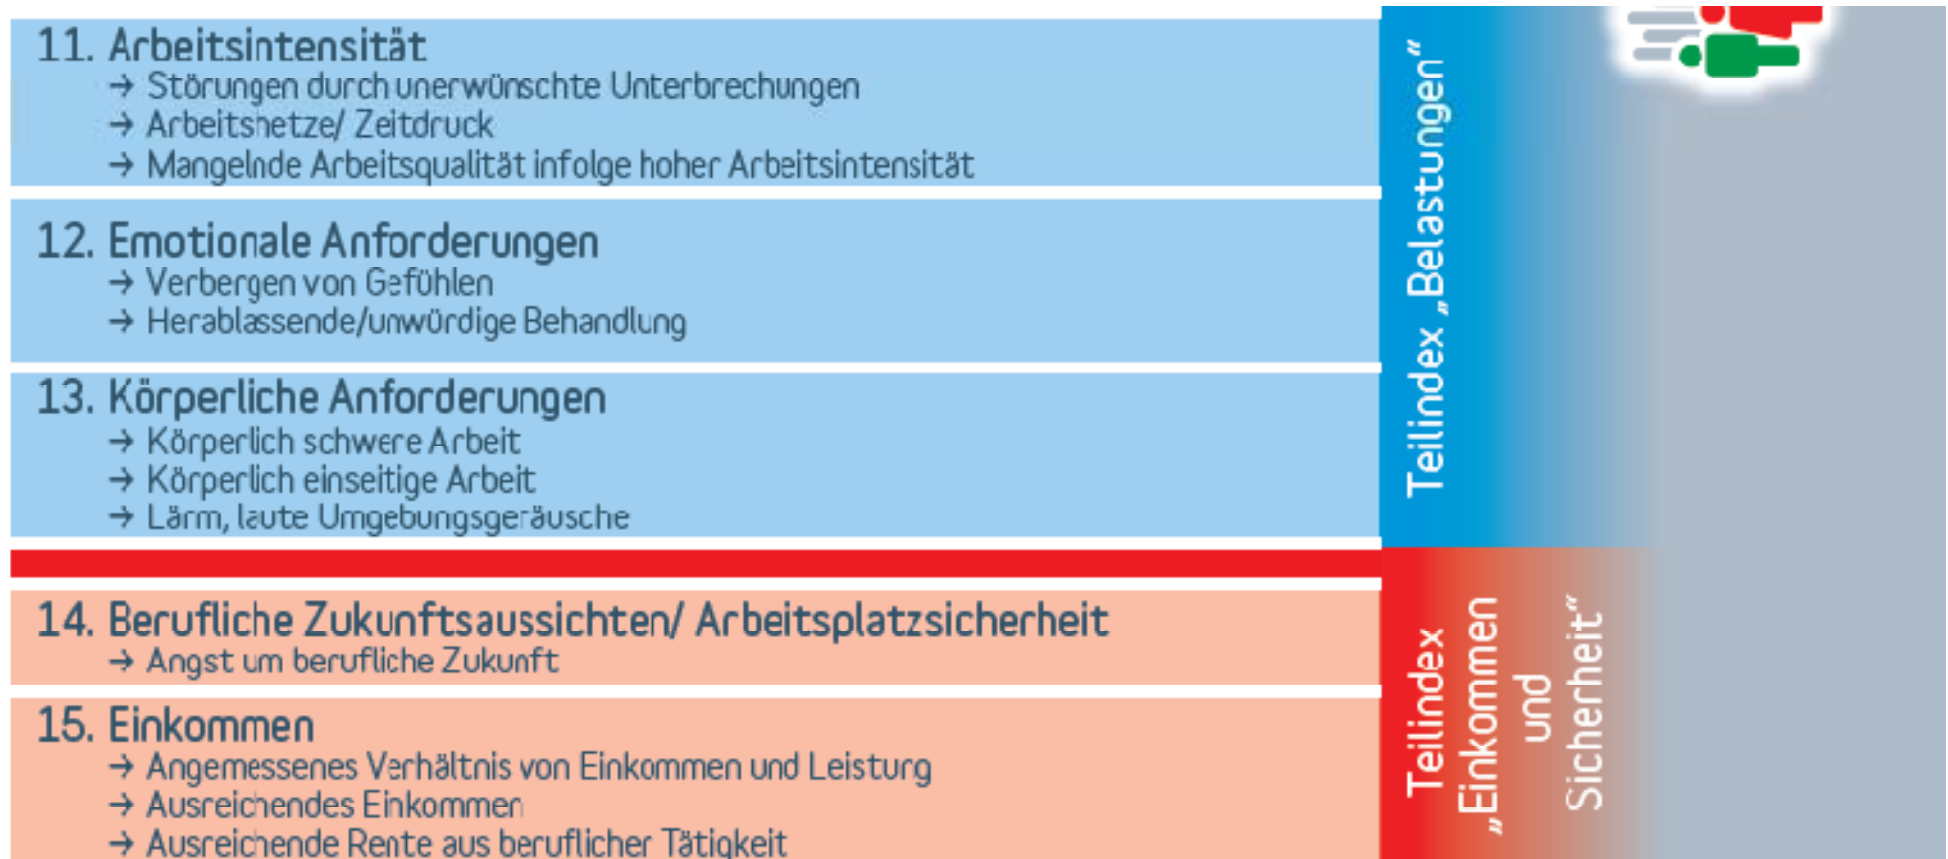 11. Arbeitsintensität
→ Störungen durch unerwünschte Unterbrechungen
→ Arbeitshetze/ Zeitdruck
→ Mangelnde Arbeitsqualität infolge hoher Arbeitsintensität
12. Emotionale Anforderungen
→ Verbergen von Gefühlen
→ Herablassende/unwürdige Behandlung
13. Körperliche Anforderungen
→ Körperlich schwere Arbeit
→ Körperlich einseitige Arbeit
→ Lärm, laute Umgebungsgeräusche
Teilindex „Belastungen“
14. Berufliche Zukunftsaussichten/ Arbeitsplatzsicherheit
→ Angst um berufliche Zukunft
15. Einkommen
→ Angemessenes Verhältnis von Einkommen und Leistung
→ Ausreichendes Einkommen
→ Ausreichende Rente aus beruflicher Tätigkeit
Teilindex
„Einkommen
und
Sicherheit“